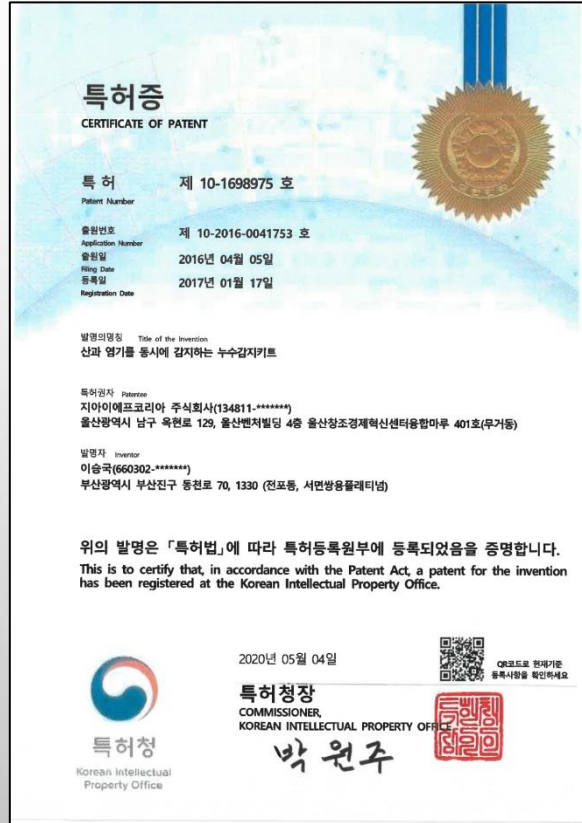 특허증
CERTIFICATE OF PATENT
특 허 제 10-1698975 호
Patent Number
출원번호 제 10-2016-0041753 호
Application Number
출원일 2016년 04월 05일
Filing Date
등록일 2017년 01월 17일
Registration Date
발명의명칭 Title of the Invention
산과 염기를 동시에 감지하는 누수감지키트
특허권자 Patentee
지아이에프코리아 주식회사(134811-*******)
울산광역시 남구 옥현로 129, 울산벤처빌딩 4층 울산창조경제혁신센터융합마루 401호(무거동)
발명자 Inventor
이승국(660302-*******)
부산광역시 부산진구 동천로 70, 1330 (전포동, 서면쌍용플래티넘)
위의 발명은 「특허법」에 따라 특허등록원부에 등록되었음을 증명합니다.
This is to certify that, in accordance with the Patent Act, a patent for the invention
has been registered at the Korean Intellectual Property Office.
2020년 05월 04일
QR코드로 현재기준
등록사항을 확인하세요
특허청장
COMMISSIONER,
KOREAN INTELLECTUAL PROPERTY OFFICE
박원주
특허청
Korean Intellectual
Property Office